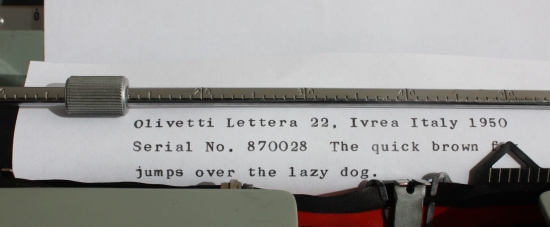 Olivetti Lettera 22, Ivrea Italy 1950
Serial No. 870028 The quick brown
jumps over the lazy dog.